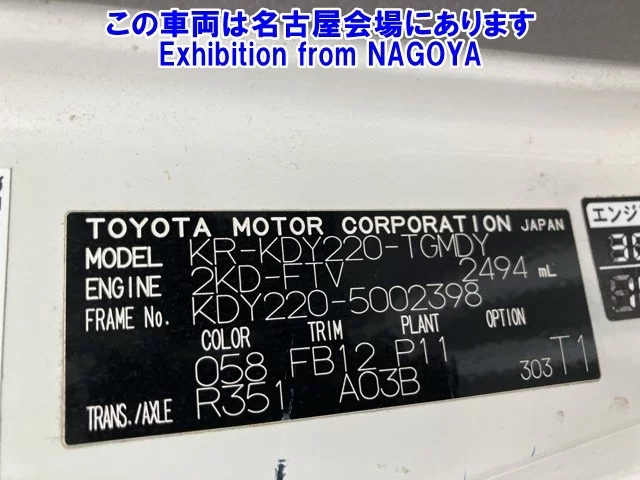 この車両は名古屋会場にあります
Exhibition from NAGOYA
TOYOTA MOTOR CORPORATION JAPAN
MODEL KR-KDY220-TGMDY
ENGINE 2KD-FTV 2494 mL
FRAME No. KDY220-5002398
COLOR TRIM PLANT OPTION
058 FB12 P11
TRANS./AXLE R351 A03B 303 T1
エンジ